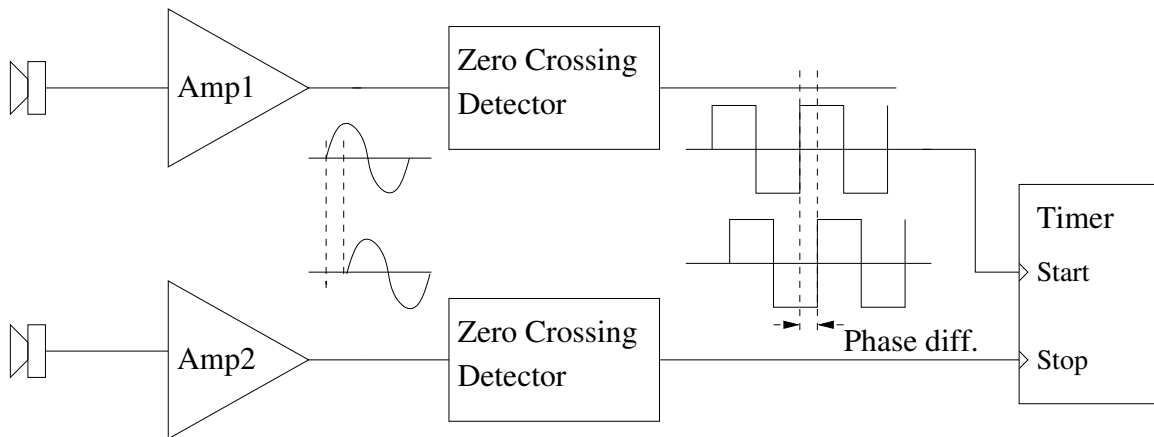 Amp1
Zero Crossing
Detector
Timer
Start
Amp2
Zero Crossing
Detector
Phase diff.
Stop